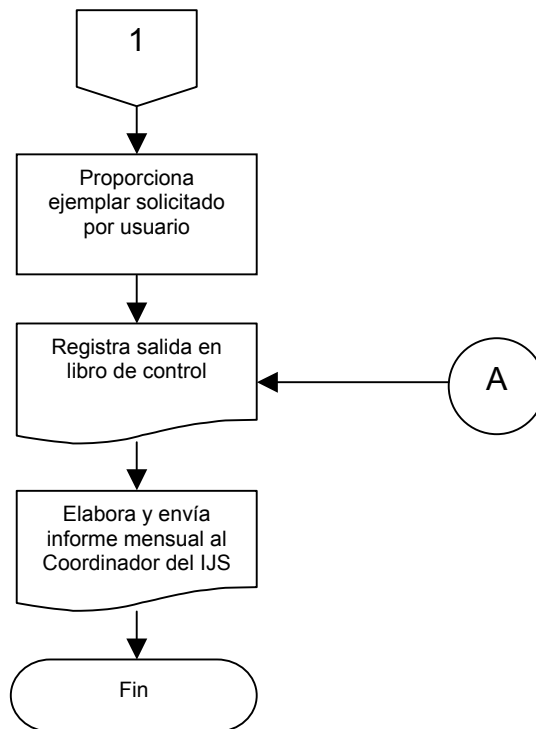 1
Proporciona
ejemplar solicitado
por usuario
Registra salida en
libro de control
A
Elabora y envía
informe mensual al
Coordinador del IJS
Fin